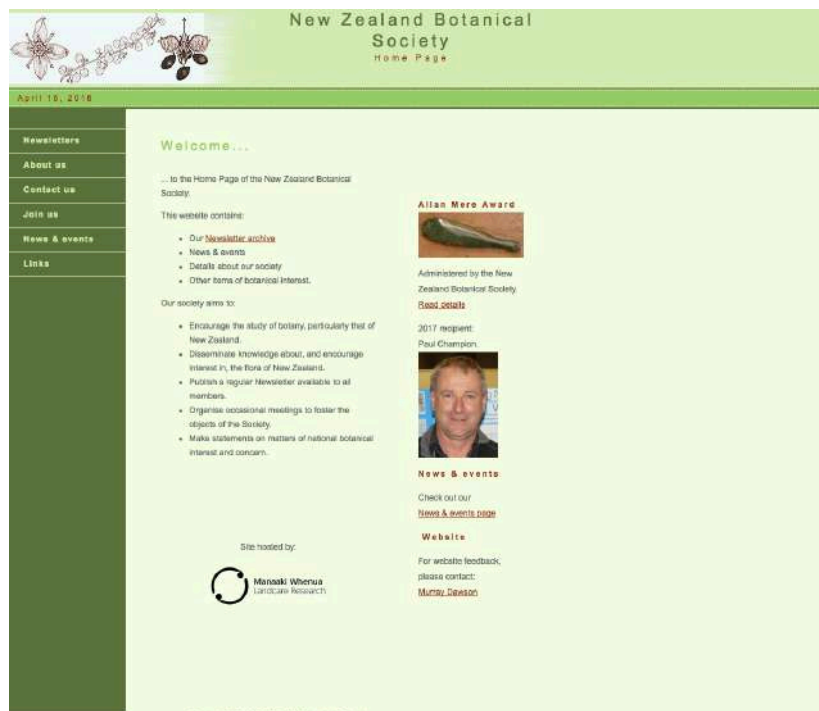 New Zealand Botanical
Society
Home Page
April 16, 2018
Newsletters
About us
Contact us
Join us
News & events
Links
Welcome...
... to the Home Page of the New Zealand Botanical
Society.
This website contains:
Our Newsletter archive
News & events
Details about our society
Other items of botanical interest.
Our society aims to:
Encourage the study of botany, particularly that of
New Zealand.
Disseminate knowledge about, and encourage
interest in, the flora of New Zealand.
Publish a regular Newsletter available to all
members.
Organise occasional meetings to foster the
objects of the Society.
Make statements on matters of national botanical
interest and concern.
Site hosted by:
Manaaki Whenua
Landcare Research
Allan Mere Award
Administered by the New
Zealand Botanical Society.
Read details
2017 recipient:
Paul Champion.
News & events
Check out our
News & events page
Website
For website feedback,
please contact:
Murray Dawson